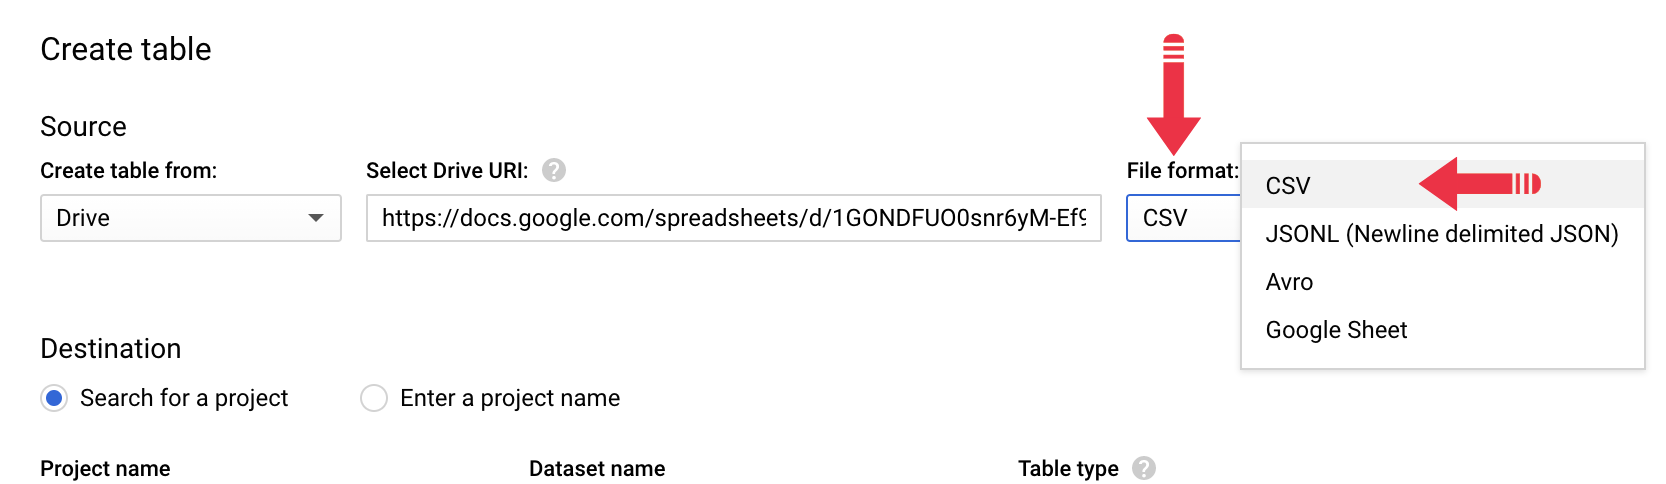 Create table
Source
Create table from:
Select Drive URI:
File format:
Drive
https://docs.google.com/spreadsheets/d/1GONDFUO0snr6yM-Ef9
CSV
CSV
JSONL (Newline delimited JSON)
Avro
Google Sheet
Destination
Search for a project
Enter a project name
Project name
Dataset name
Table type